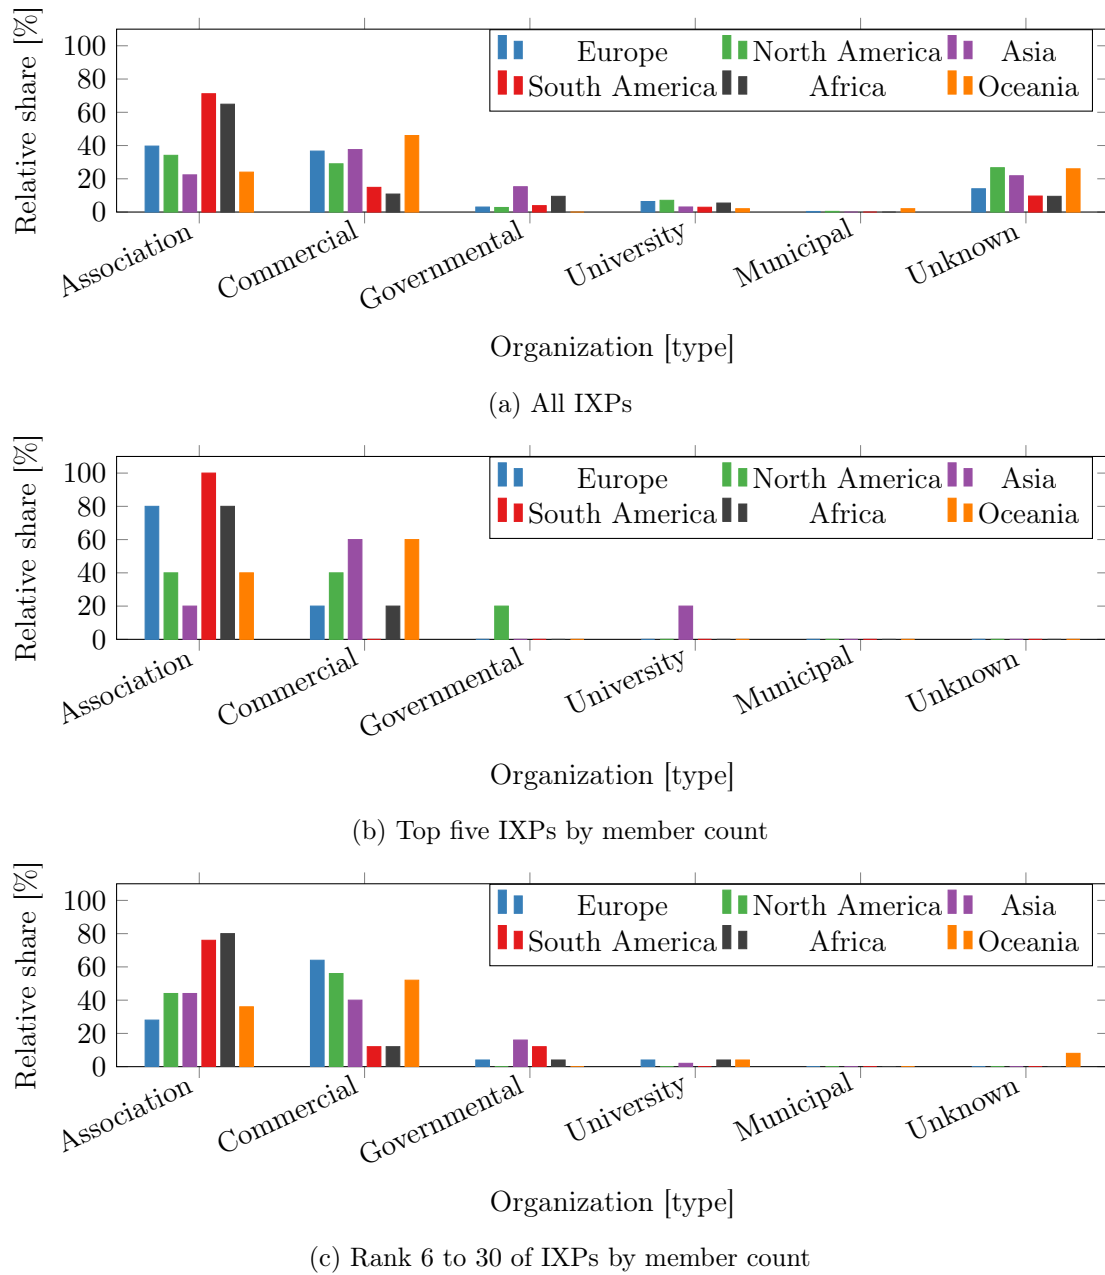 Relative share [%]
100
80
60
40
20
0
Europe North America Asia
South America Africa Oceania
Association Commercial Governmental University Municipal Unknown
Organization [type]
(a) All IXPs
Relative share [%]
100
80
60
40
20
0
Europe North America Asia
South America Africa Oceania
Association Commercial Governmental University Municipal Unknown
Organization [type]
(b) Top five IXPs by member count
Relative share [%]
100
80
60
40
20
0
Europe North America Asia
South America Africa Oceania
Association Commercial Governmental University Municipal Unknown
Organization [type]
(c) Rank 6 to 30 of IXPs by member count